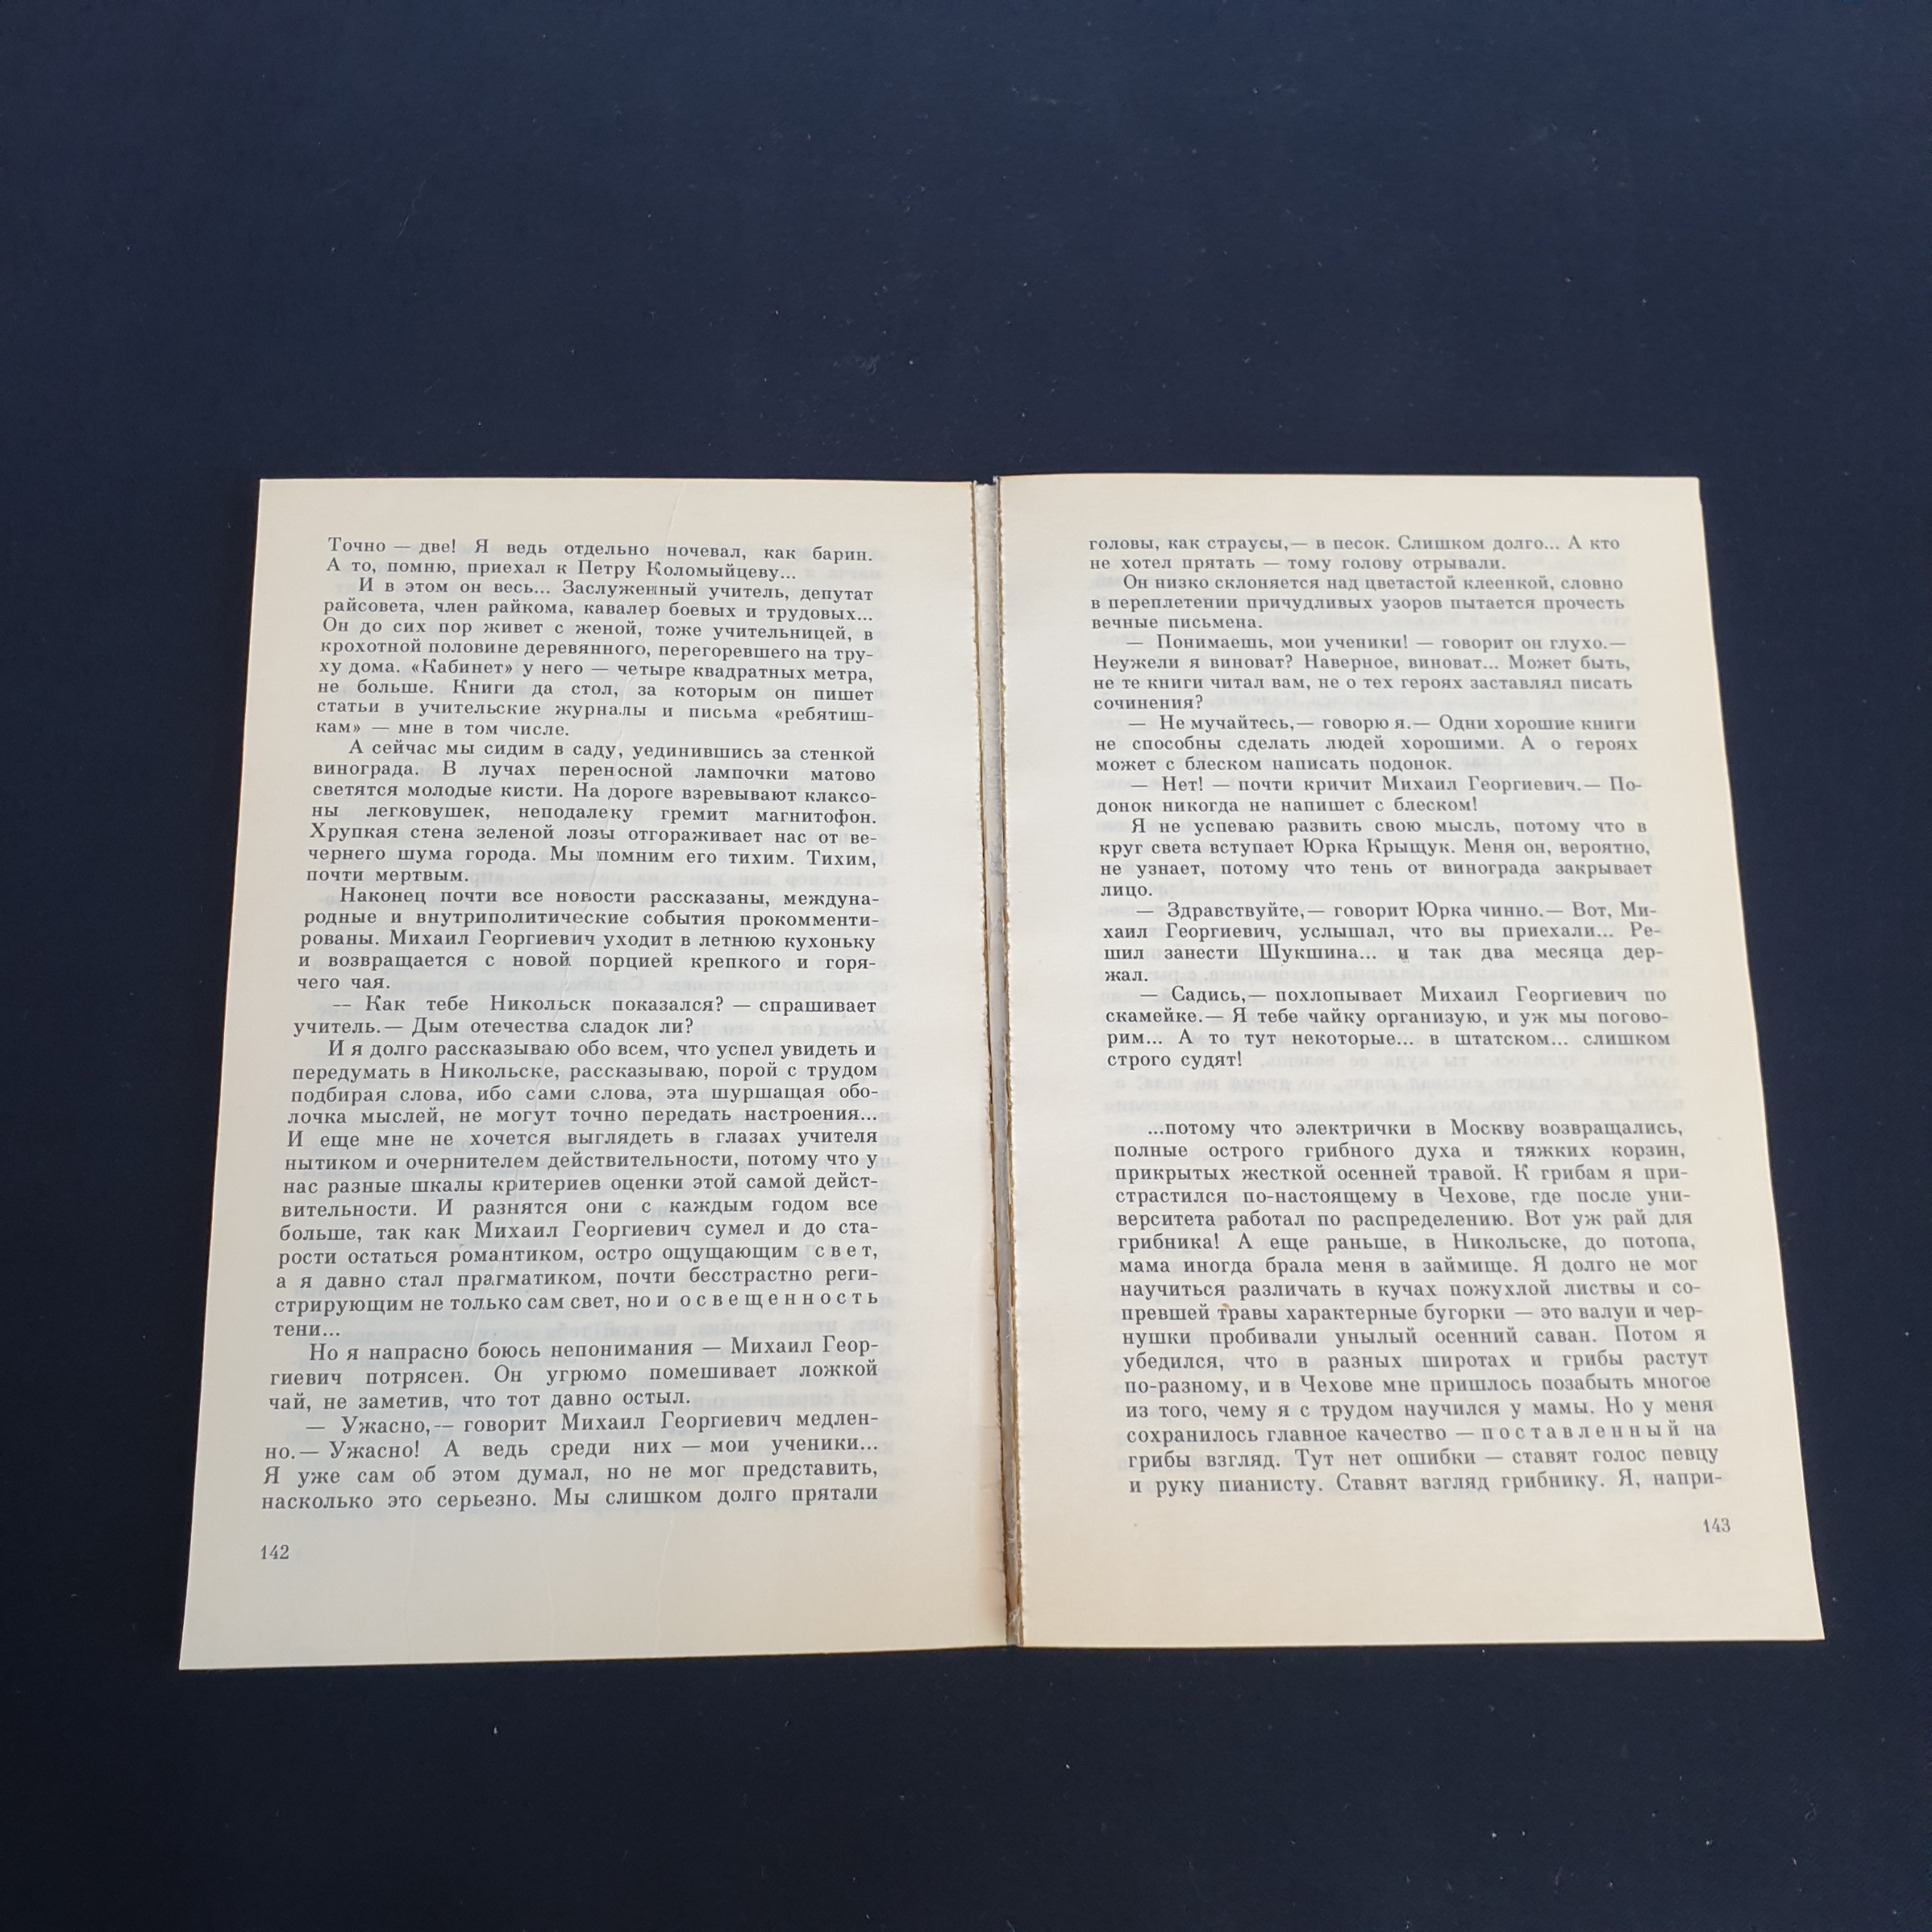 Точно — две! Я ведь отдельно ночевал, как барин.
А то, помню, приехал к Петру Коломыйцеву...
И в этом он весь... Заслуженный учитель, депутат
райсовета, член райкома, кавалер боевых и трудовых...
Он до сих пор живет с женой, тоже учительницей, в
крохотной половине деревянного, перегоревшего на тру-
ху дома. «Кабинет» у него — четыре квадратных метра,
не больше. Книги да стол, за которым он пишет
статьи в учительские журналы и письма «ребятиш-
кам» — мне в том числе.
А сейчас мы сидим в саду, уединившись за стенкой
винограда. В лучах переносной лампочки матово
светятся молодые кисти. На дороге взревывают клаксо-
ны легковушек, неподалеку гремит магнитофон.
Хрупкая стена зеленой лозы отгораживает нас от ве-
чернего шума города. Мы помним его тихим. Тихим,
почти мертвым.
Наконец почти все новости рассказаны, междуна-
родные и внутриполитические события прокомменти-
рованы. Михаил Георгиевич уходит в летнюю кухоньку
и возвращается с новой порцией крепкого и горя-
чего чая.
— Как тебе Никольск показался? — спрашивает
учитель.— Дым отечества сладок ли?
И я долго рассказываю обо всем, что успел увидеть и
передумать в Никольске, рассказываю, порой с трудом
подбирая слова, ибо сами слова, эта шуршащая обо-
лочка мыслей, не могут точно передать настроения...
И еще мне не хочется выглядеть в глазах учителя
нытиком и очернителем действительности, потому что у
нас разные шкалы критериев оценки этой самой дейст-
вительности. И разнятся они с каждым годом все
больше, так как Михаил Георгиевич сумел и до ста-
рости остаться романтиком, остро ощущающим с в е т,
а я давно стал прагматиком, почти бесстрастно реги-
стрирующим не только сам свет, но и о с в е щ е н н о с т ь
тени...
Но я напрасно боюсь непонимания — Михаил Геор-
гиевич потрясен. Он угрюмо помешивает ложкой
чай, не заметив, что тот давно остыл.
— Ужасно,— говорит Михаил Георгиевич медлен-
но.— Ужасно! А ведь среди них — мои ученики...
Я уже сам об этом думал, но не мог представить,
насколько это серьезно. Мы слишком долго прятали
142
головы, как страусы,— в песок. Слишком долго... А кто
не хотел прятать — тому голову отрывали.
Он низко склоняется над цветастой клеенкой, словно
в переплетении причудливых узоров пытается прочесть
вечные письмена.
— Понимаешь, мои ученики! — говорит он глухо.—
Неужели я виноват? Наверное, виноват... Может быть,
не те книги читал вам, не о тех героях заставлял писать
сочинения?
— Не мучайтесь,— говорю я.— Одни хорошие книги
не способны сделать людей хорошими. А о героях
может с блеском написать подонок.
— Нет! — почти кричит Михаил Георгиевич.— По-
донок никогда не напишет с блеском!
Я не успеваю развить свою мысль, потому что в
круг света вступает Юрка Крыщук. Меня он, вероятно,
не узнает, потому что тень от винограда закрывает
лицо.
— Здравствуйте,— говорит Юрка чинно.— Вот, Ми-
хаил Георгиевич, услышал, что вы приехали... Ре-
шил занести Шукшина... и так два месяца дер-
жал.
— Садись,— похлопывает Михаил Георгиевич по
скамейке.— Я тебе чайку организую, и уж мы погово-
рим... А то тут некоторые... в штатском... слишком
строго судят!
...потому что электрички в Москву возвращались,
полные острого грибного духа и тяжких корзин,
прикрытых жесткой осенней травой. К грибам я при-
страстился по-настоящему в Чехове, где после уни-
верситета работал по распределению. Вот уж рай для
грибника! А еще раньше, в Никольске, до потопа,
мама иногда брала меня в займище. Я долго не мог
научиться различать в кучах пожухлой листвы и со-
превшей травы характерные бугорки — это валуи и чер-
нушки пробивали унылый осенний саван. Потом я
убедился, что в разных широтах и грибы растут
по-разному, и в Чехове мне пришлось позабыть многое
из того, чему я с трудом научился у мамы. Но у меня
сохранилось главное качество — п о с т а в л е н н ы й на
грибы взгляд. Тут нет ошибки — ставят голос певцу
и руку пианисту. Ставят взгляд грибнику. Я, напри-
143